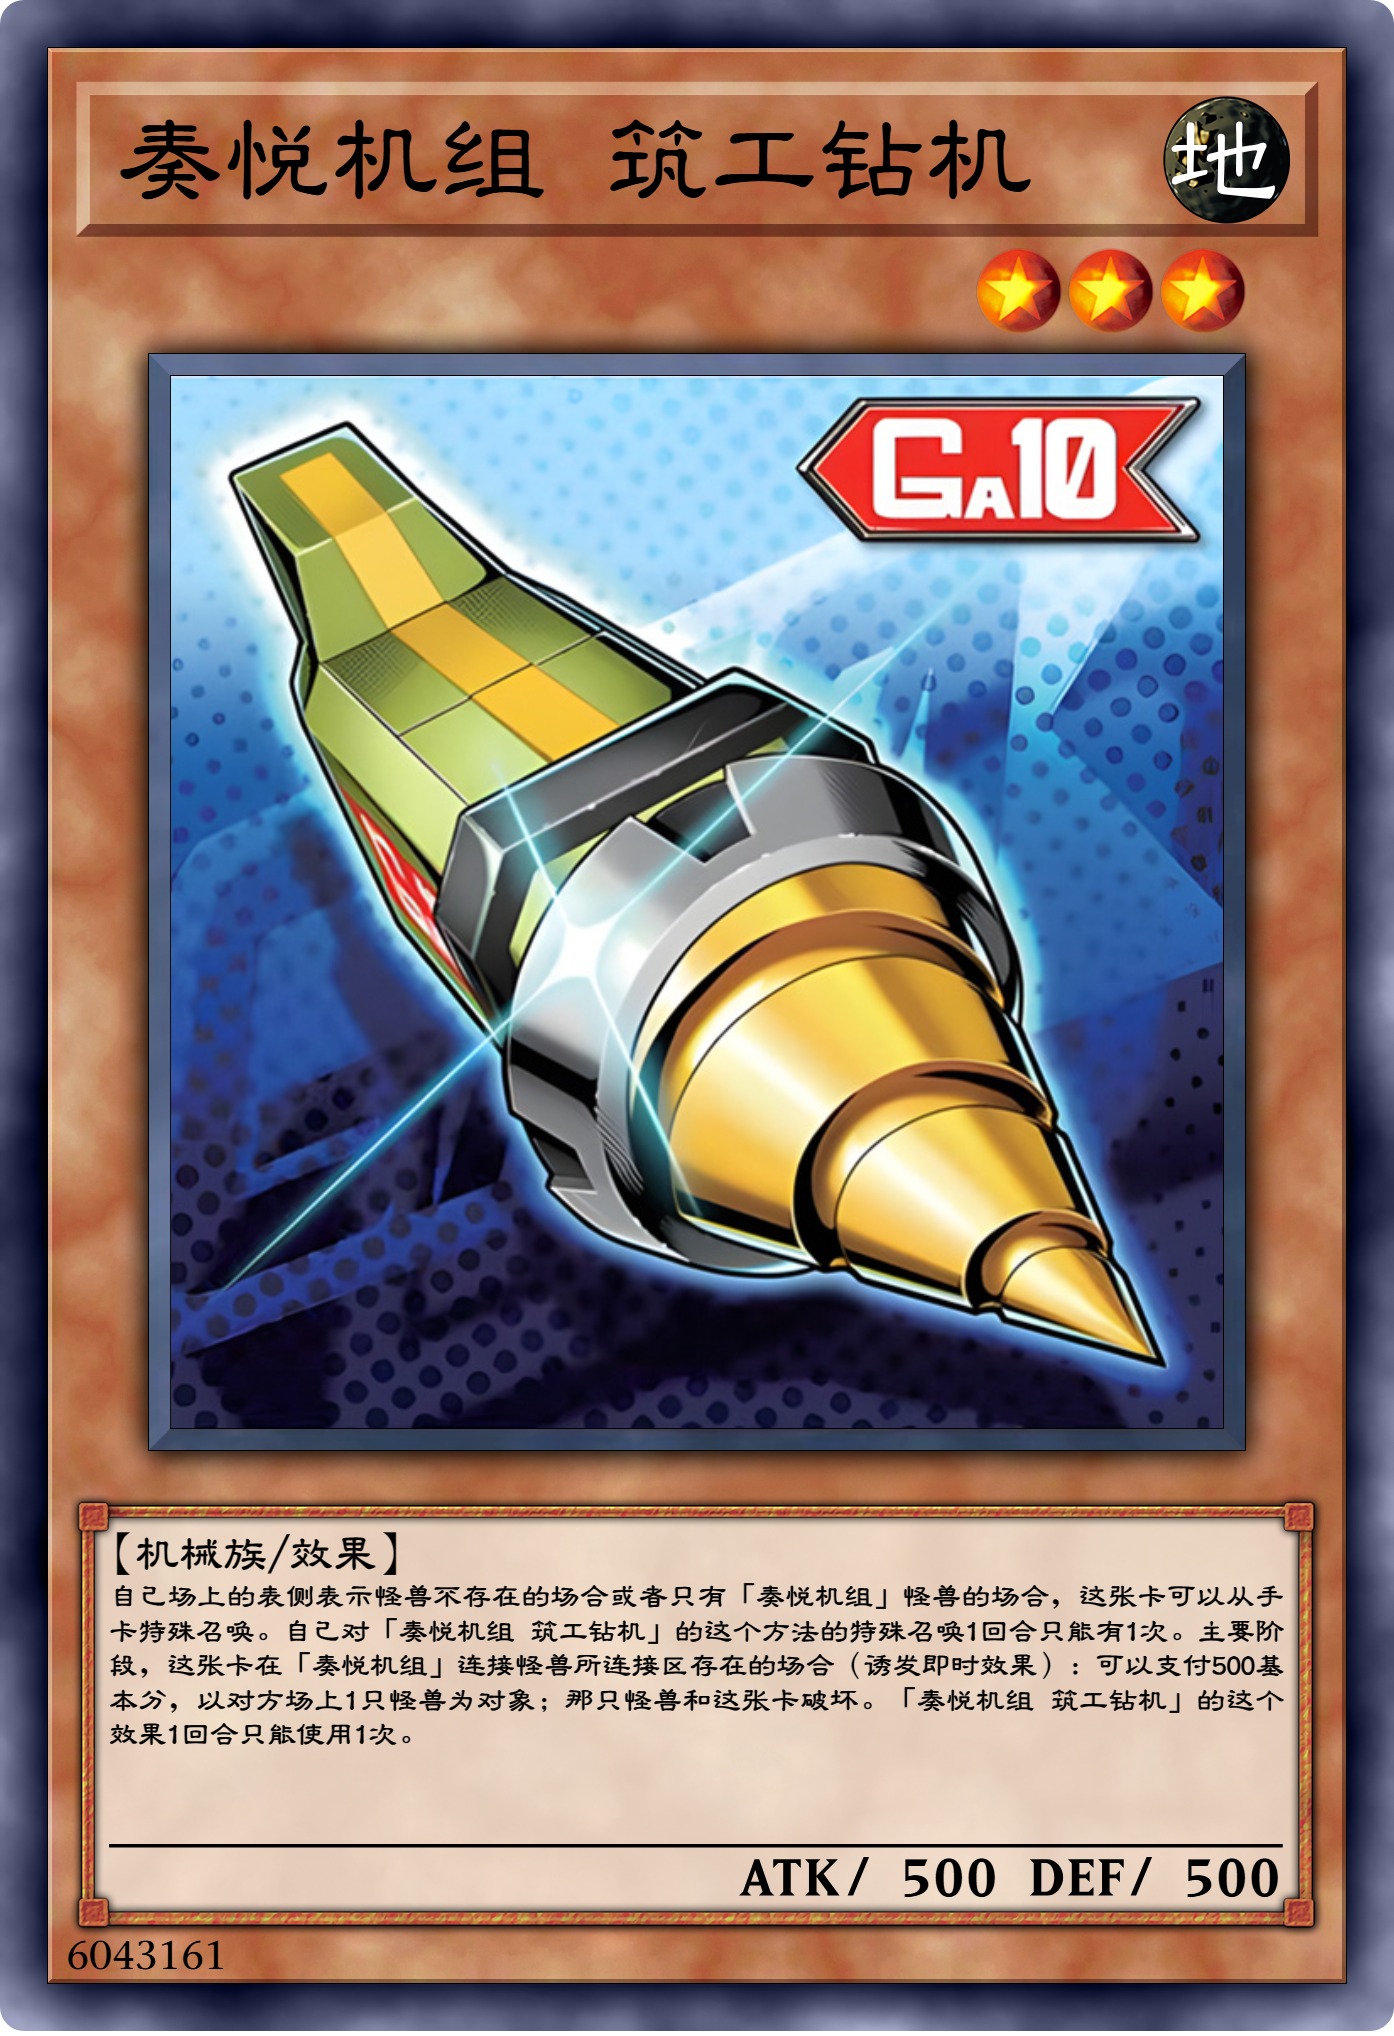 奏悦机组 筑工钻机
地
GA10
【机械族/效果】
自己场上的表侧表示怪兽不存在的场合或者只有「奏悦机组」怪兽的场合，这张卡可以从手
卡特殊召唤。自己对「奏悦机组 筑工钻机」的这个方法的特殊召唤1回合只能有1次。主要阶
段，这张卡在「奏悦机组」连接怪兽所连接区存在的场合（诱发即时效果）：可以支付500基
本分，以对方场上1只怪兽为对象；那只怪兽和这张卡破坏。「奏悦机组 筑工钻机」的这个
效果1回合只能使用1次。
ATK/ 500 DEF/ 500
6043161